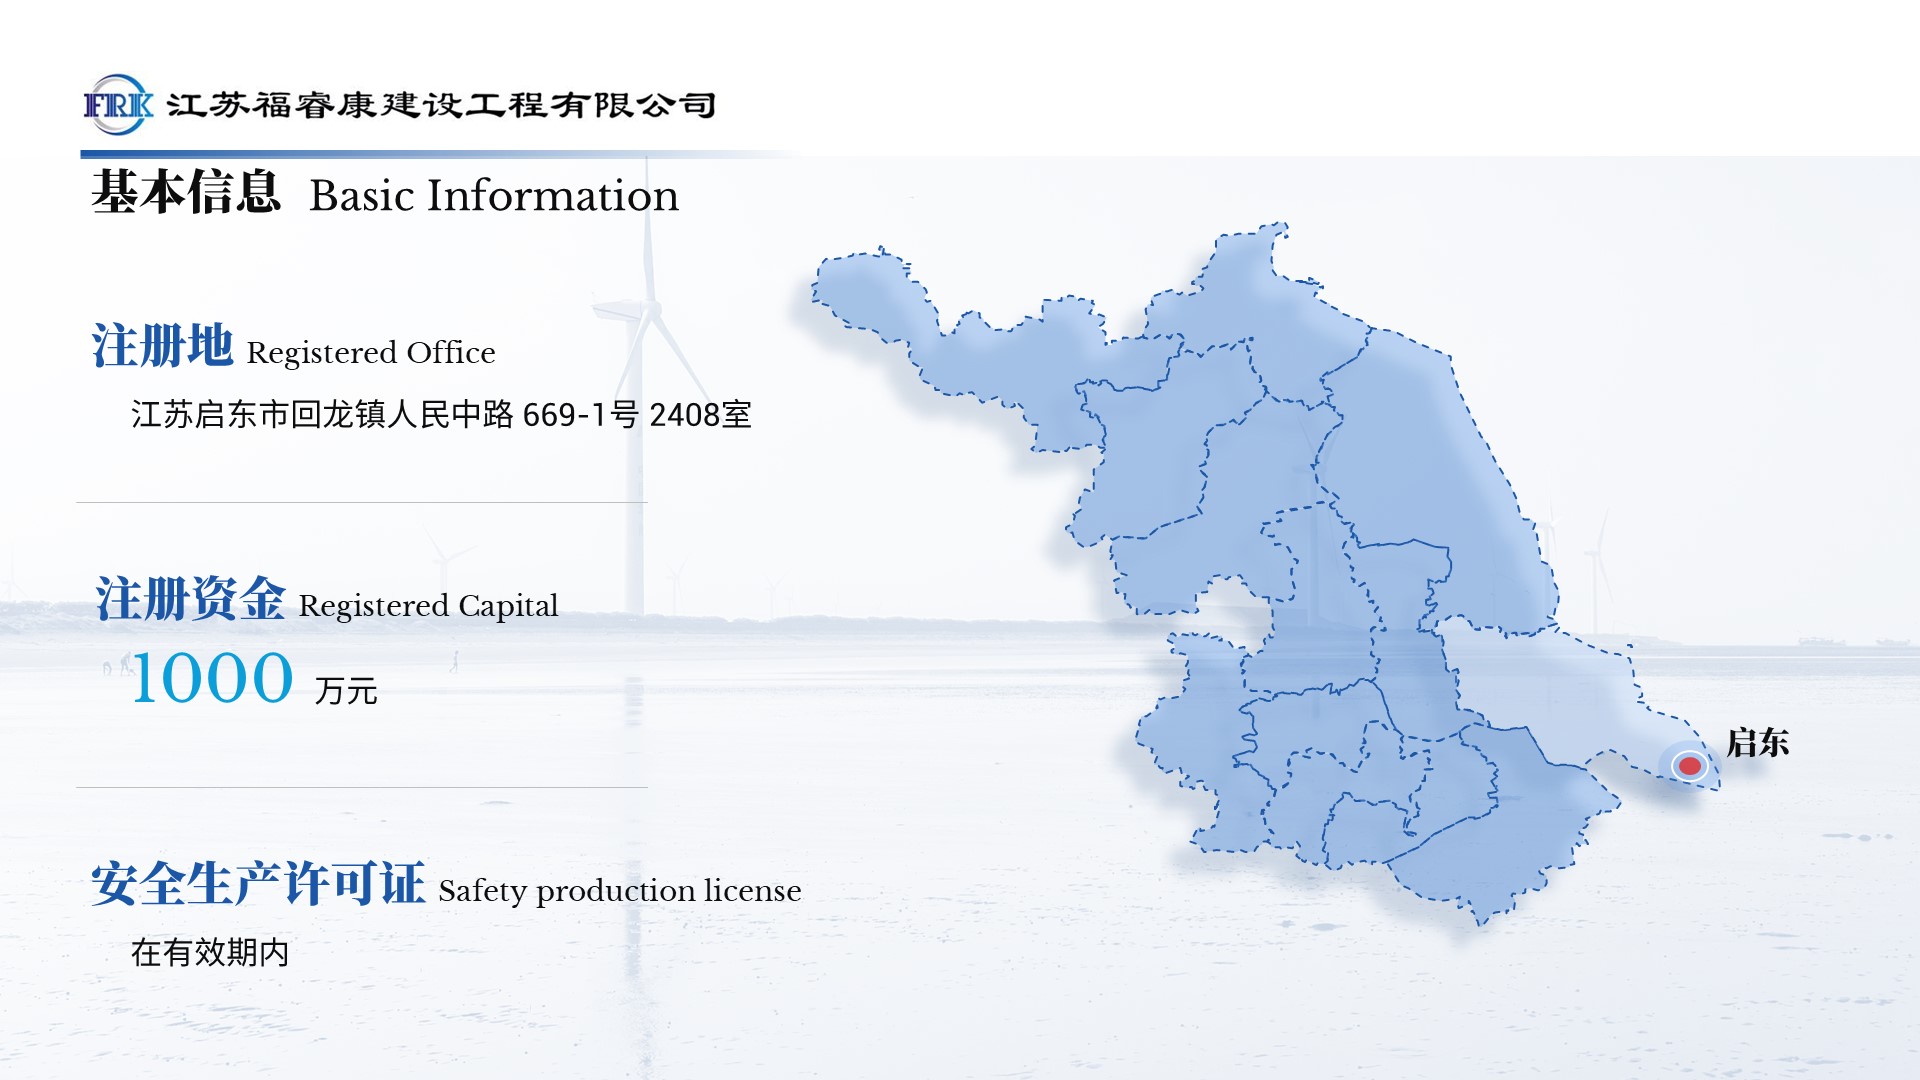 FRK 江苏福睿康建设工程有限公司
基本信息 Basic Information
注册地 Registered Office
江苏启东市回龙镇人民中路 669-1号 2408室
注册资金 Registered Capital
1000 万元
启东
安全生产许可证 Safety production license
在有效期内